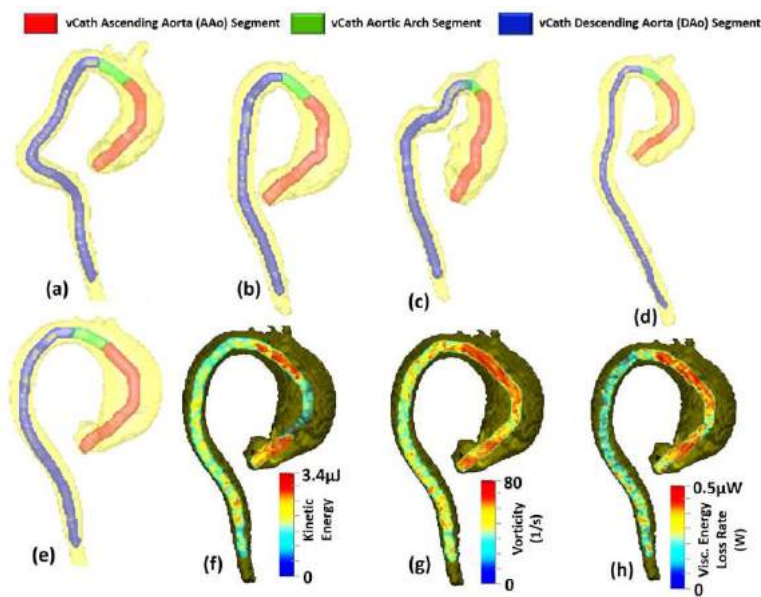 vCath Ascending Aorta (AAo) Segment vCath Aortic Arch Segment vCath Descending Aorta (DAo) Segment
(a)
(b)
(c)
(d)
(e)
(f)
3.4µJ
Kinetic
Energy
0
(g)
80
Vorticity
(1/s)
0
(h)
0.5µW
Visc. Energy
Loss Rate
(W)
0